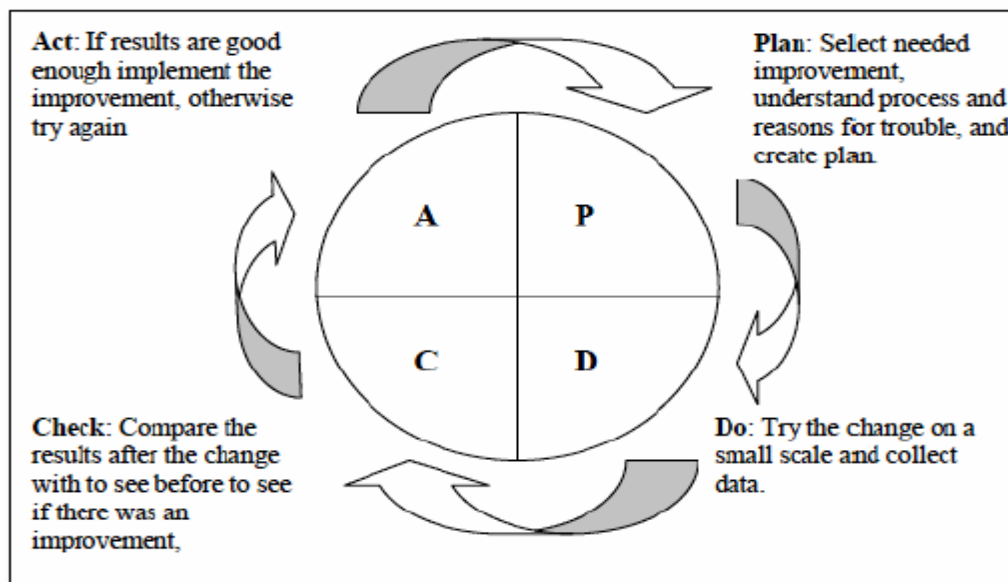 Act: If results are good
enough implement the
improvement, otherwise
try again
Plan: Select needed
improvement,
understand process and
reasons for trouble, and
create plan.
A
P
C
D
Check: Compare the
results after the change
with to see before to see
if there was an
improvement,
Do: Try the change on a
small scale and collect
data.